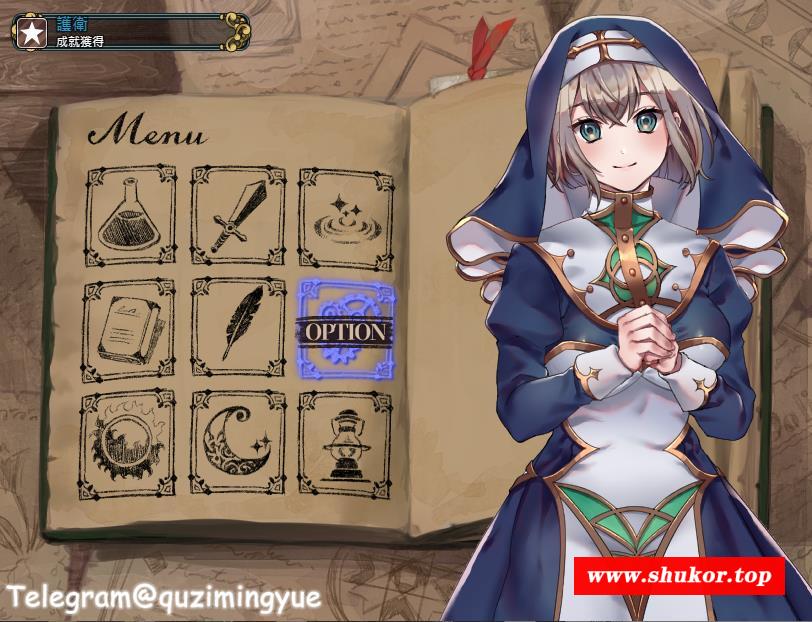 護衛
成就獲得
Menu
OPTION
Telegram@quzimingyue
www.shukor.top